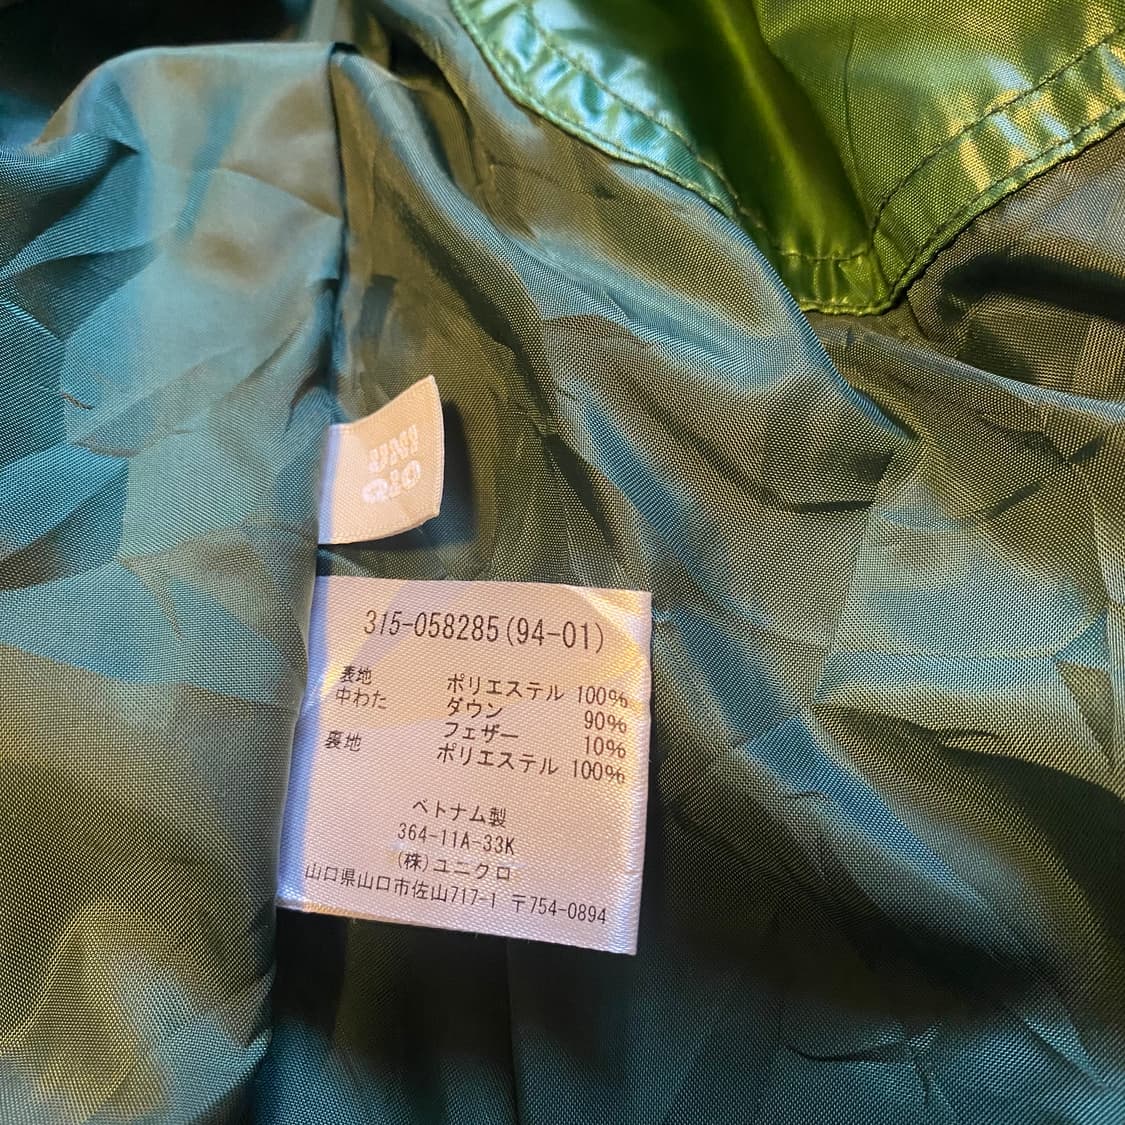 UNI
QLO
315-058285(94-01)
表地 ポリエステル 100%
中わた ダウン 90%
フェザー 10%
裏地 ポリエステル 100%
ベトナム製
364-11A-33K
(株)ユニクロ
山口県山口市佐山717-1 〒754-0894